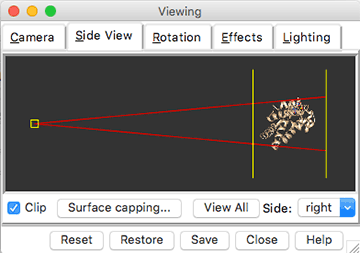 Viewing
Camera Side View Rotation Effects Lighting
Clip Surface capping... View All Side: right
Reset Restore Save Close Help